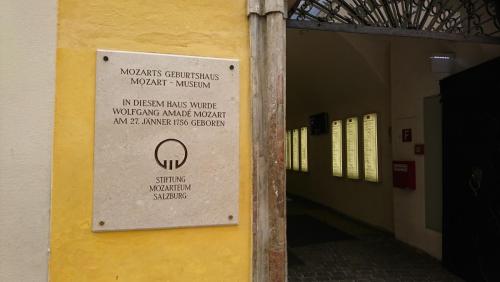 MOZARTS GEBURTSHAUS
MOZART - MUSEUM
IN DIESEM HAUS WURDE
WOLFGANG AMADÉ MOZART
AM 27. JÄNNER 1756 GEBOREN
STIFTUNG
MOZARTEUM
SALZBURG
F